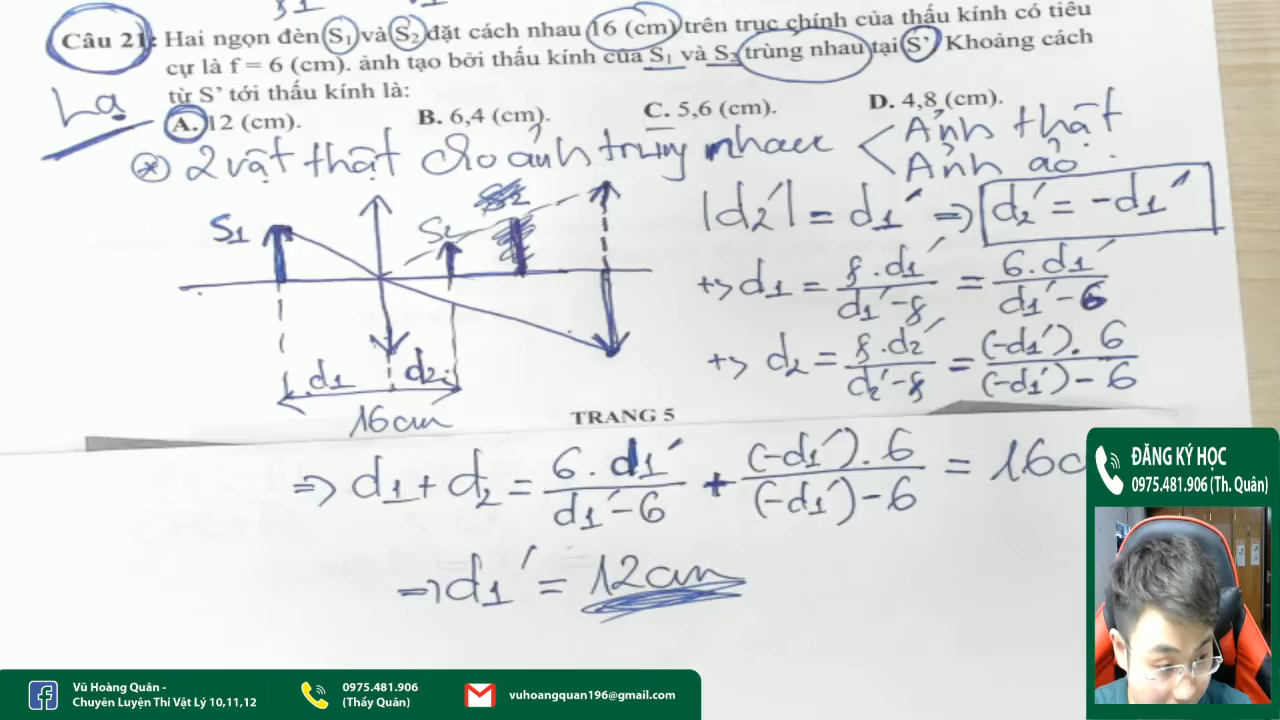 Câu 21: Hai ngọn đèn S₁ và S₂ đặt cách nhau 16 (cm) trên trục chính của thấu kính có tiêu
cự là f = 6 (cm). ảnh tạo bởi thấu kính của S₁ và S₂ trùng nhau tại S' Khoảng cách
từ S' tới thấu kính là:
A. 12 (cm). B. 6,4 (cm). C. 5,6 (cm). D. 4,8 (cm).
* 2 vật thật cho ảnh trùng nhau < Ảnh thật
Ảnh ảo.
S1
|d2'| = d1' => d2' = -d1'
+> d1 = f.d1'/(d1'-f) = 6.d1'/(d1'-6)
+> d2 = f.d2'/(d2'-f) = (-d1').6/((-d1')-6)
d1 d2
16cm
TRANG 5
=> d1 + d2 = 6.d1'/(d1'-6) + (-d1').6/((-d1')-6) = 16c
=> d1' = 12cm
ĐĂNG KÝ HỌC
0975.481.906 (Th. Quân)
Vũ Hoàng Quân -
Chuyên Luyện Thi Vật Lý 10,11,12
0975.481.906
(Thầy Quân)
vuhoangquan196@gmail.com